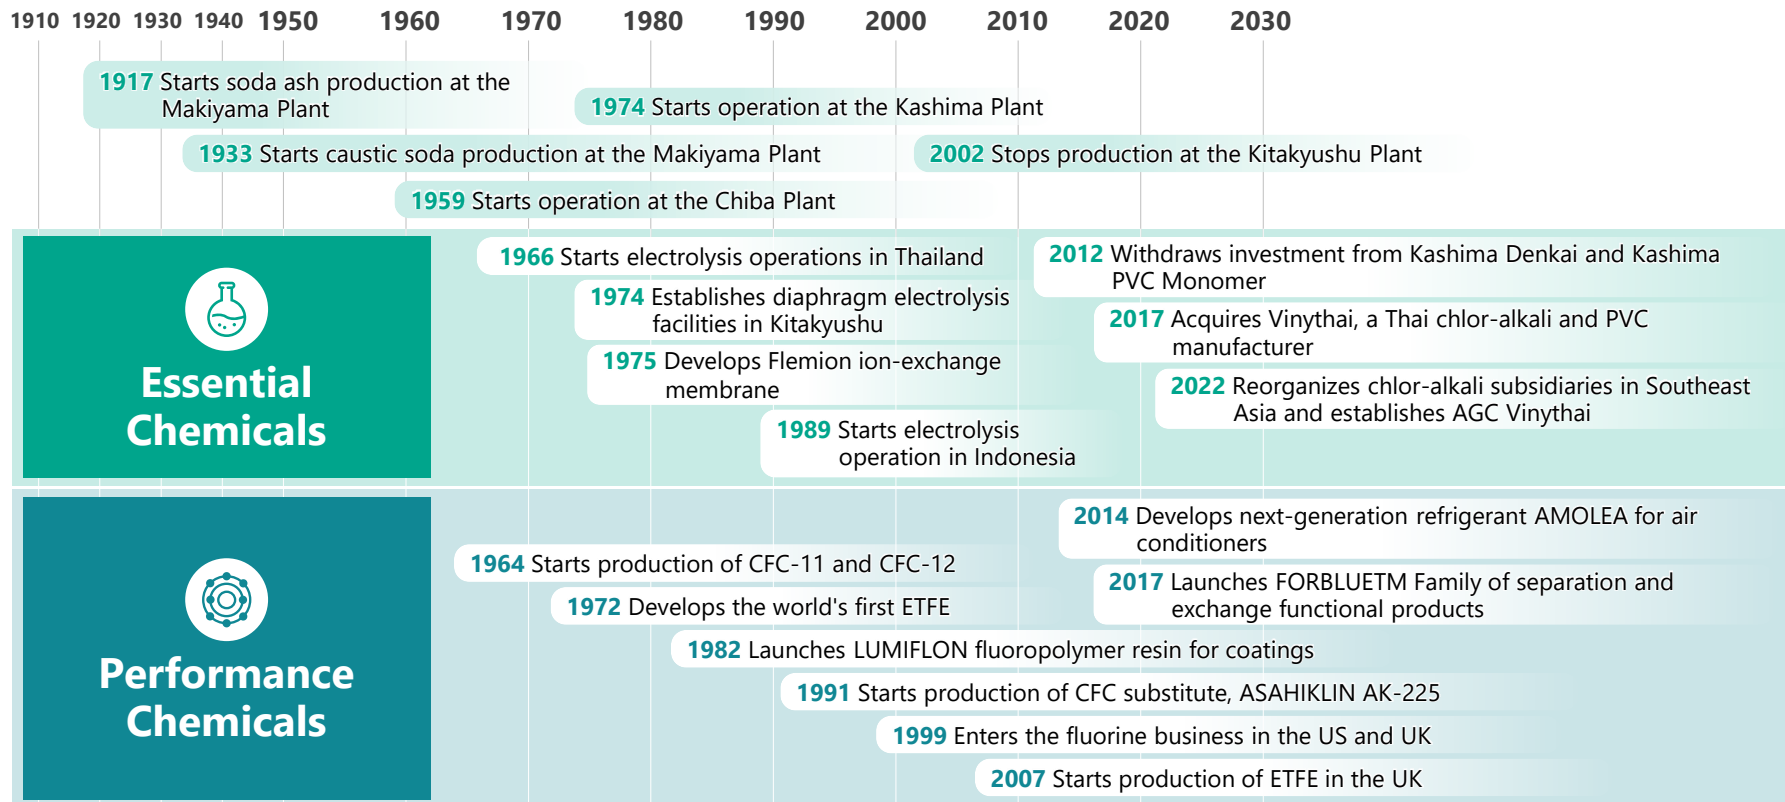 1910 1920 1930 1940 1950 1960 1970 1980 1990 2000 2010 2020 2030
1917 Starts soda ash production at the
Makiyama Plant
1974 Starts operation at the Kashima Plant
1933 Starts caustic soda production at the Makiyama Plant
2002 Stops production at the Kitakyushu Plant
1959 Starts operation at the Chiba Plant
Essential
Chemicals
1966 Starts electrolysis operations in Thailand
1974 Establishes diaphragm electrolysis
facilities in Kitakyushu
1975 Develops Flemion ion-exchange
membrane
1989 Starts electrolysis
operation in Indonesia
2012 Withdraws investment from Kashima Denkai and Kashima
PVC Monomer
2017 Acquires Vinythai, a Thai chlor-alkali and PVC
manufacturer
2022 Reorganizes chlor-alkali subsidiaries in Southeast
Asia and establishes AGC Vinythai
Performance
Chemicals
1964 Starts production of CFC-11 and CFC-12
1972 Develops the world's first ETFE
1982 Launches LUMIFLON fluoropolymer resin for coatings
1991 Starts production of CFC substitute, ASAHIKLIN AK-225
1999 Enters the fluorine business in the US and UK
2007 Starts production of ETFE in the UK
2014 Develops next-generation refrigerant AMOLEA for air
conditioners
2017 Launches FORBLUETM Family of separation and
exchange functional products